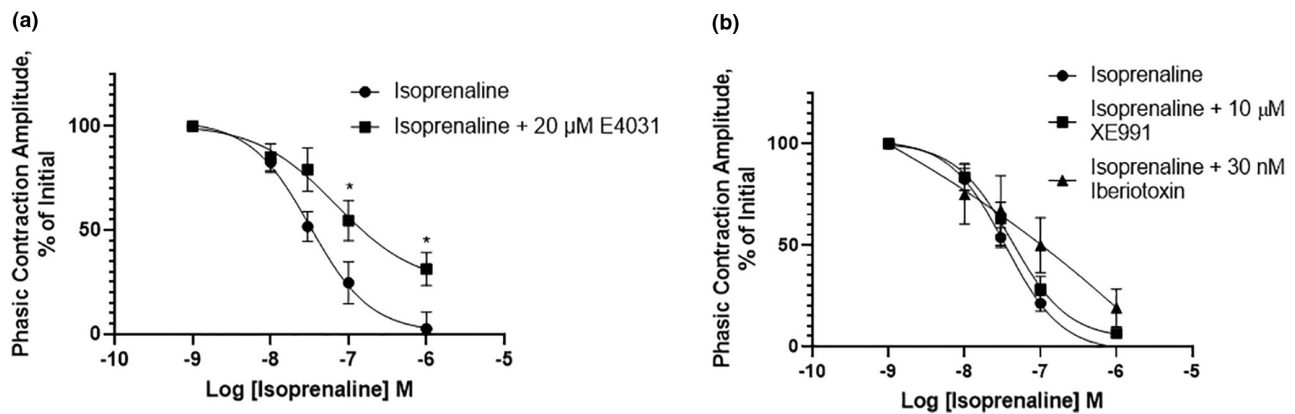 (a)
Phasic Contraction Amplitude,
% of Initial
100
50
0
-10
-9
-8
-7
-6
-5
Log [Isoprenaline] M
Isoprenaline
Isoprenaline + 20 µM E4031
*
*
(b)
Phasic Contraction Amplitude,
% of Initial
100
50
0
-10
-9
-8
-7
-6
-5
Log [Isoprenaline] M
Isoprenaline
Isoprenaline + 10 µM
XE991
Isoprenaline + 30 nM
Iberiotoxin